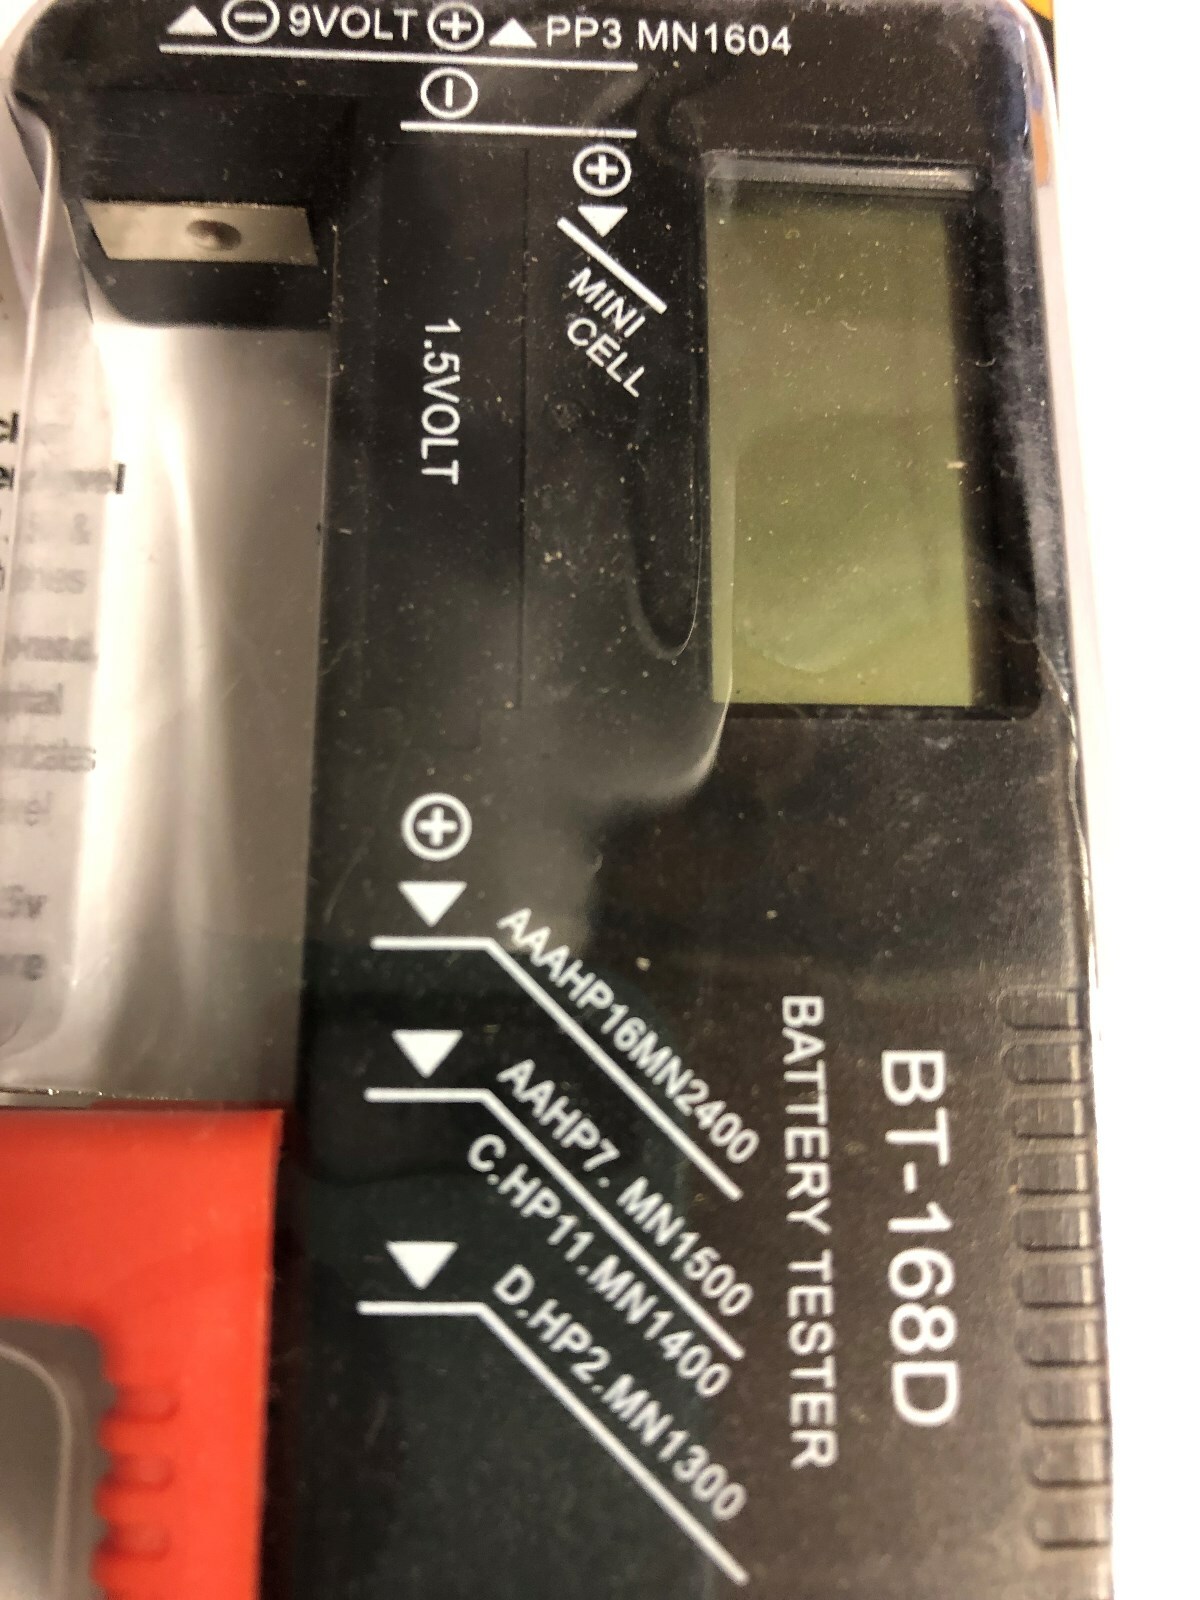 9VOLT PP3 MN1604
MINI
CELL
1.5VOLT
AAAHP16MN2400
AAHP7. MN1500
C.HP11.MN1400
D.HP2.MN1300
BATTERY TESTER
BT-168D
&